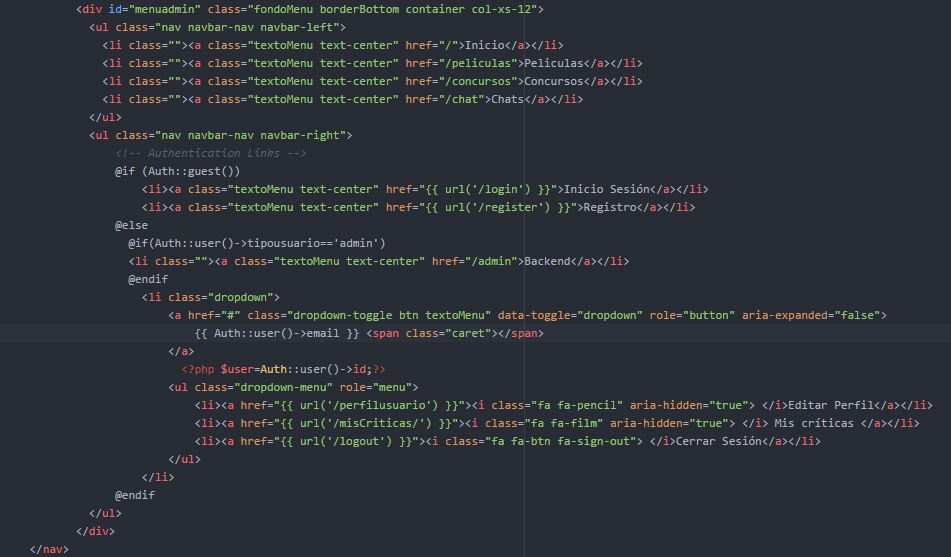 <div id="menuadmin" class="fondoMenu borderBottom container col-xs-12">
<ul class="nav navbar-nav navbar-left">
<li class=""><a class="textoMenu text-center" href="/">Inicio</a></li>
<li class=""><a class="textoMenu text-center" href="/peliculas">Peliculas</a></li>
<li class=""><a class="textoMenu text-center" href="/concursos">Concursos</a></li>
<li class=""><a class="textoMenu text-center" href="/chat">Chats</a></li>
</ul>
<ul class="nav navbar-nav navbar-right">
<!-- Authentication Links -->
@if (Auth::guest())
<li><a class="textoMenu text-center" href="{{ url('/login') }}">Inicio Sesión</a></li>
<li><a class="textoMenu text-center" href="{{ url('/register') }}">Registro</a></li>
@else
@if(Auth::user()->tipousuario=='admin')
<li class=""><a class="textoMenu text-center" href="/admin">Backend</a></li>
@endif
<li class="dropdown">
<a href="#" class="dropdown-toggle btn textoMenu" data-toggle="dropdown" role="button" aria-expanded="false">
{{ Auth::user()->email }} <span class="caret"></span>
</a>
<?php $user=Auth::user()->id;?>
<ul class="dropdown-menu" role="menu">
<li><a href="{{ url('/perfilusuario') }}"><i class="fa fa-pencil" aria-hidden="true"> </i>Editar Perfil</a></li>
<li><a href="{{ url('/misCriticas/') }}"><i class="fa fa-film" aria-hidden="true"> </i> Mis críticas </a></li>
<li><a href="{{ url('/logout') }}"><i class="fa fa-btn fa-sign-out"> </i>Cerrar Sesión</a></li>
</ul>
</li>
@endif
</ul>
</div>
</nav>